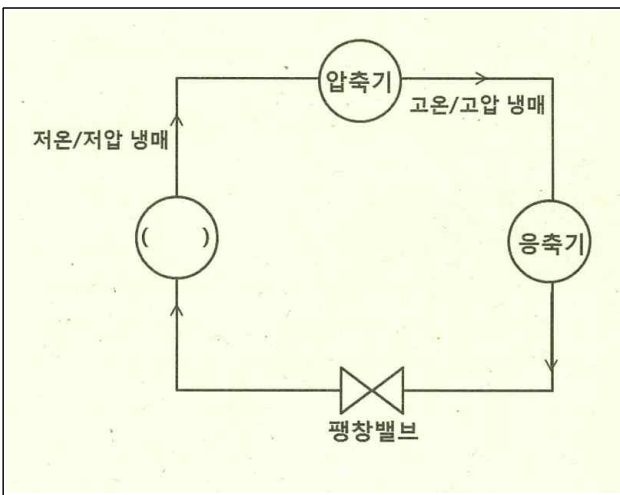 압축기
고온/고압 냉매
저온/저압 냉매
( )
응축기
팽창밸브